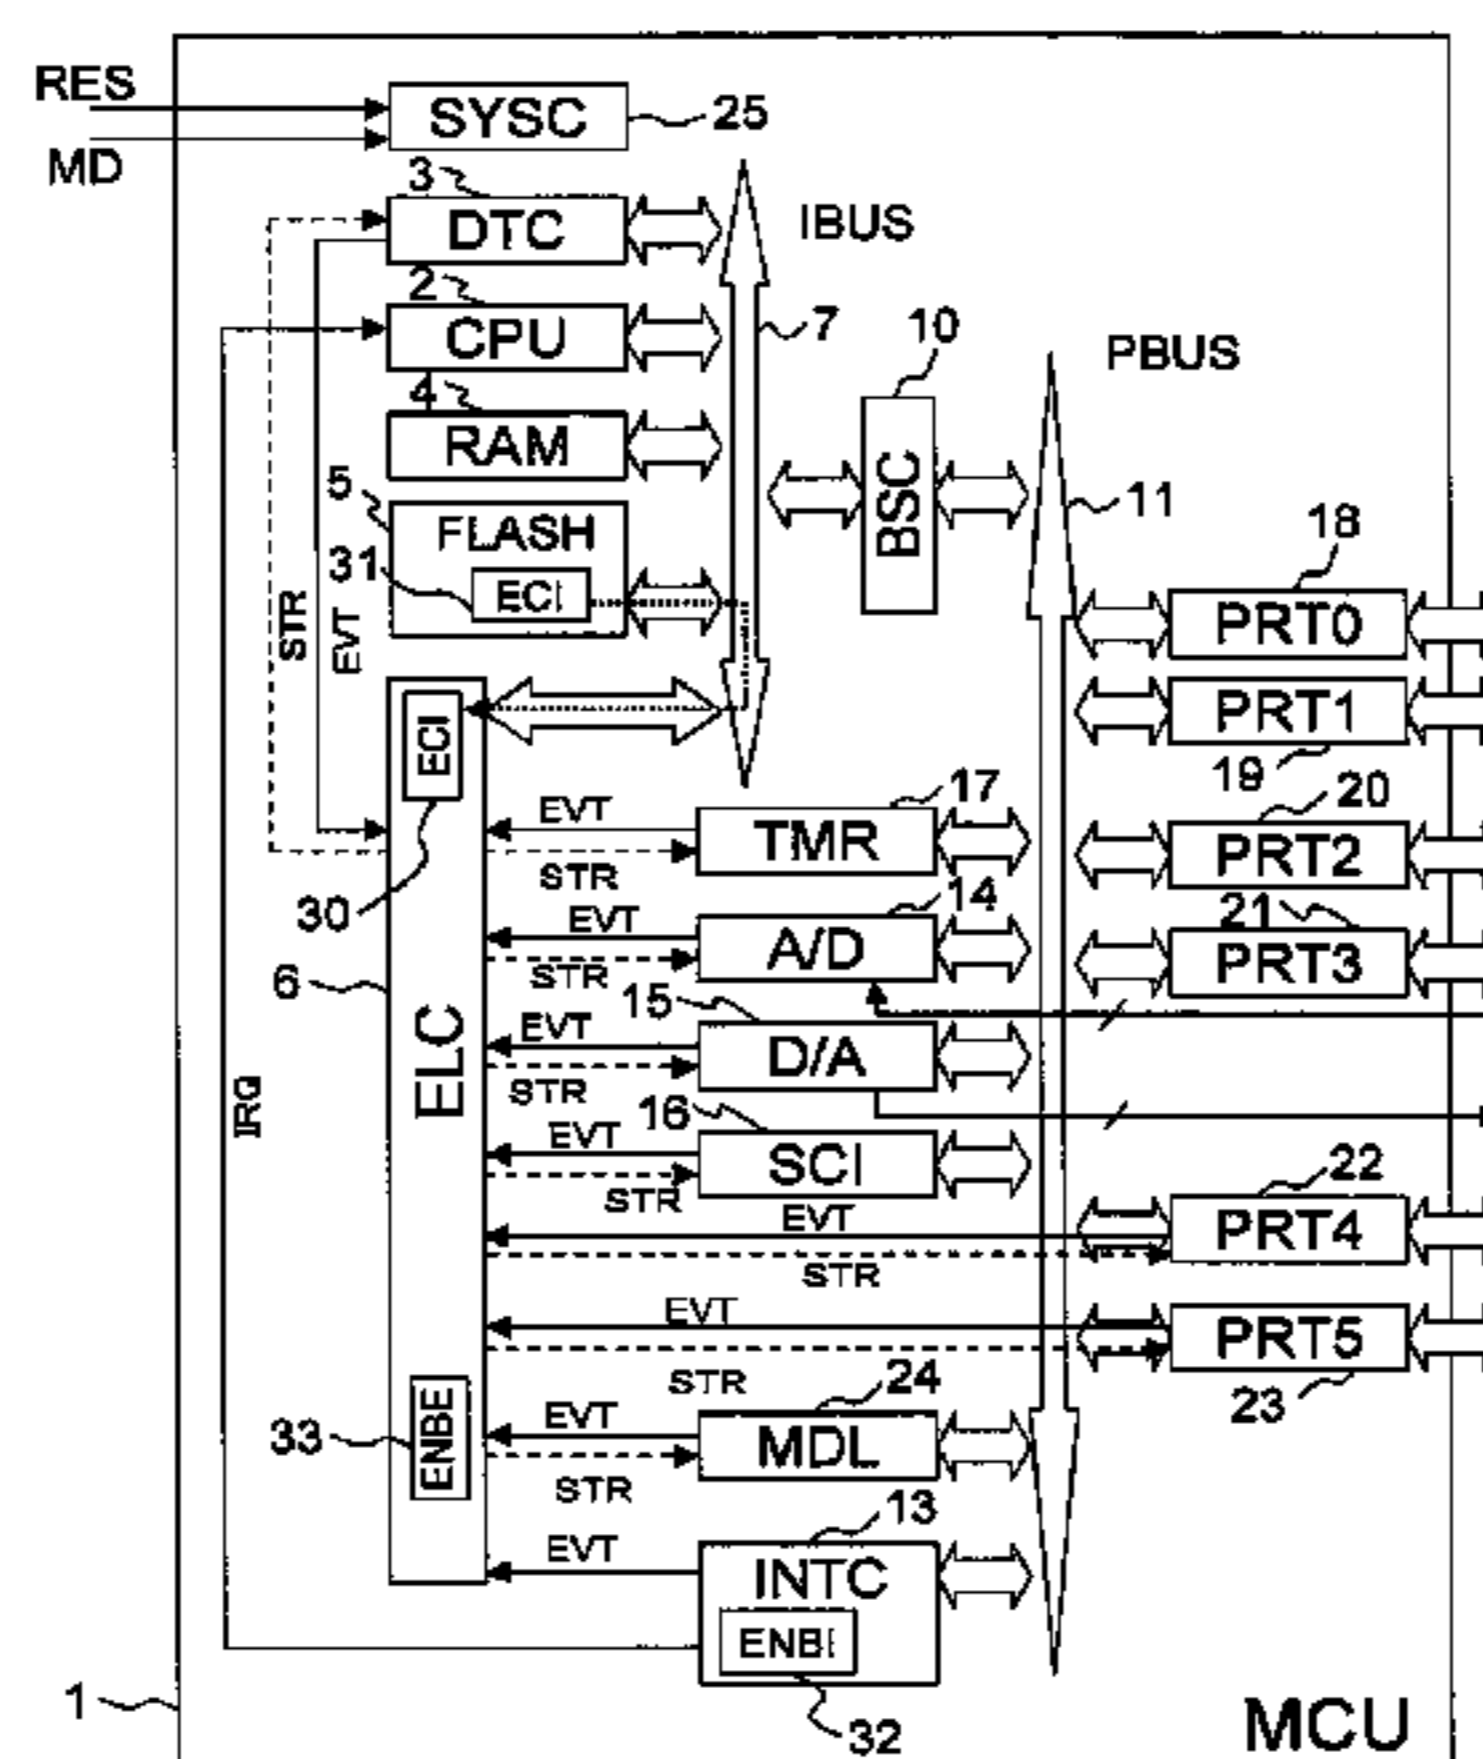 RES
SYSC
25
MD
3
DTC
IBUS
2
CPU
7
10
PBUS
4
RAM
BSC
5
FLASH
11
31
ECI
18
STR
EVT
PRT0
ECI
PRT1
19
17
20
EVT
TMR
PRT2
STR
30
14
21
EVT
A/D
PRT3
6
STR
15
ELC
EVT
D/A
IRQ
STR
16
EVT
SCI
22
STR
EVT
PRT4
STR
EVT
PRT5
STR
24
23
33
ENBE
EVT
MDL
STR
13
EVT
INTC
ENBI
1
32
MCU